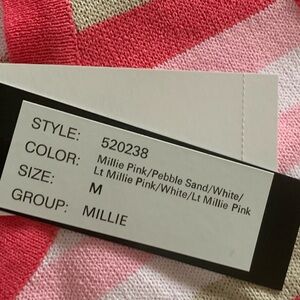 STYLE: 520238
COLOR: Millie Pink/Pebble Sand/White/
Lt Millie Pink/White/Lt Millie Pink
SIZE: M
GROUP: MILLIE